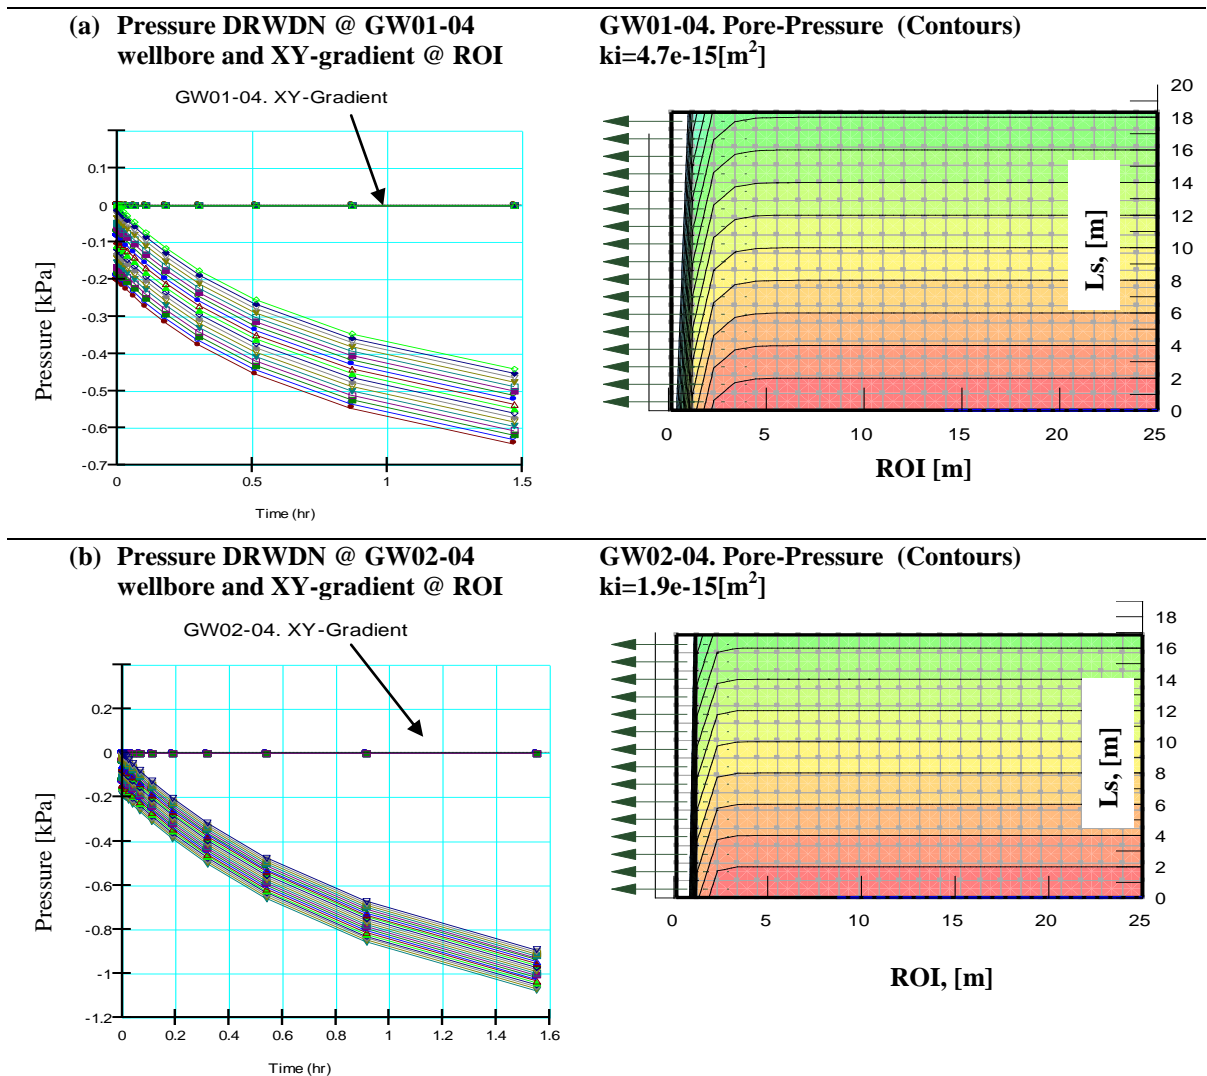 (a) Pressure DRWDN @ GW01-04
wellbore and XY-gradient @ ROI
GW01-04. Pore-Pressure (Contours)
ki=4.7e-15[m²]
GW01-04. XY-Gradient
Pressure [kPa]
0.1
0
-0.1
-0.2
-0.3
-0.4
-0.5
-0.6
-0.7
0 0.5 1 1.5
Time (hr)
20
18
16
14
12
10
8
6
4
2
0
Ls, [m]
0 5 10 15 20 25
ROI [m]
(b) Pressure DRWDN @ GW02-04
wellbore and XY-gradient @ ROI
GW02-04. Pore-Pressure (Contours)
ki=1.9e-15[m²]
GW02-04. XY-Gradient
Pressure [kPa]
0.2
0
-0.2
-0.4
-0.6
-0.8
-1
-1.2
0 0.2 0.4 0.6 0.8 1 1.2 1.4 1.6
Time (hr)
18
16
14
12
10
8
6
4
2
0
Ls, [m]
0 5 10 15 20 25
ROI, [m]